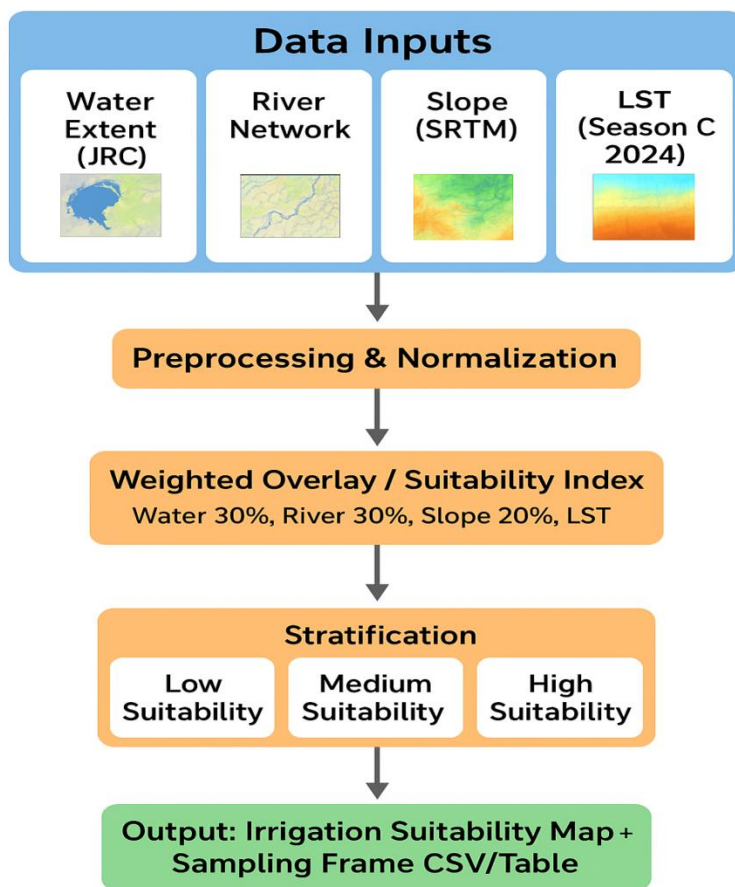 Data Inputs
Water
Extent
(JRC)
River
Network
Slope
(SRTM)
LST
(Season C
2024)
Preprocessing & Normalization
Weighted Overlay / Suitability Index
Water 30%, River 30%, Slope 20%, LST
Stratification
Low
Suitability
Medium
Suitability
High
Suitability
Output: Irrigation Suitability Map +
Sampling Frame CSV/Table